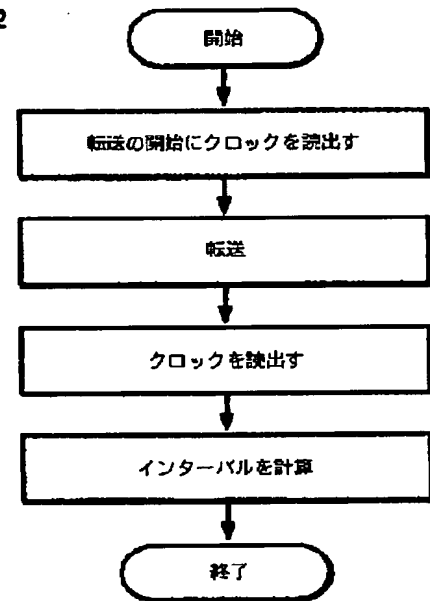 開始
転送の開始にクロックを読出す
転送
クロックを読出す
インターバルを計算
終了